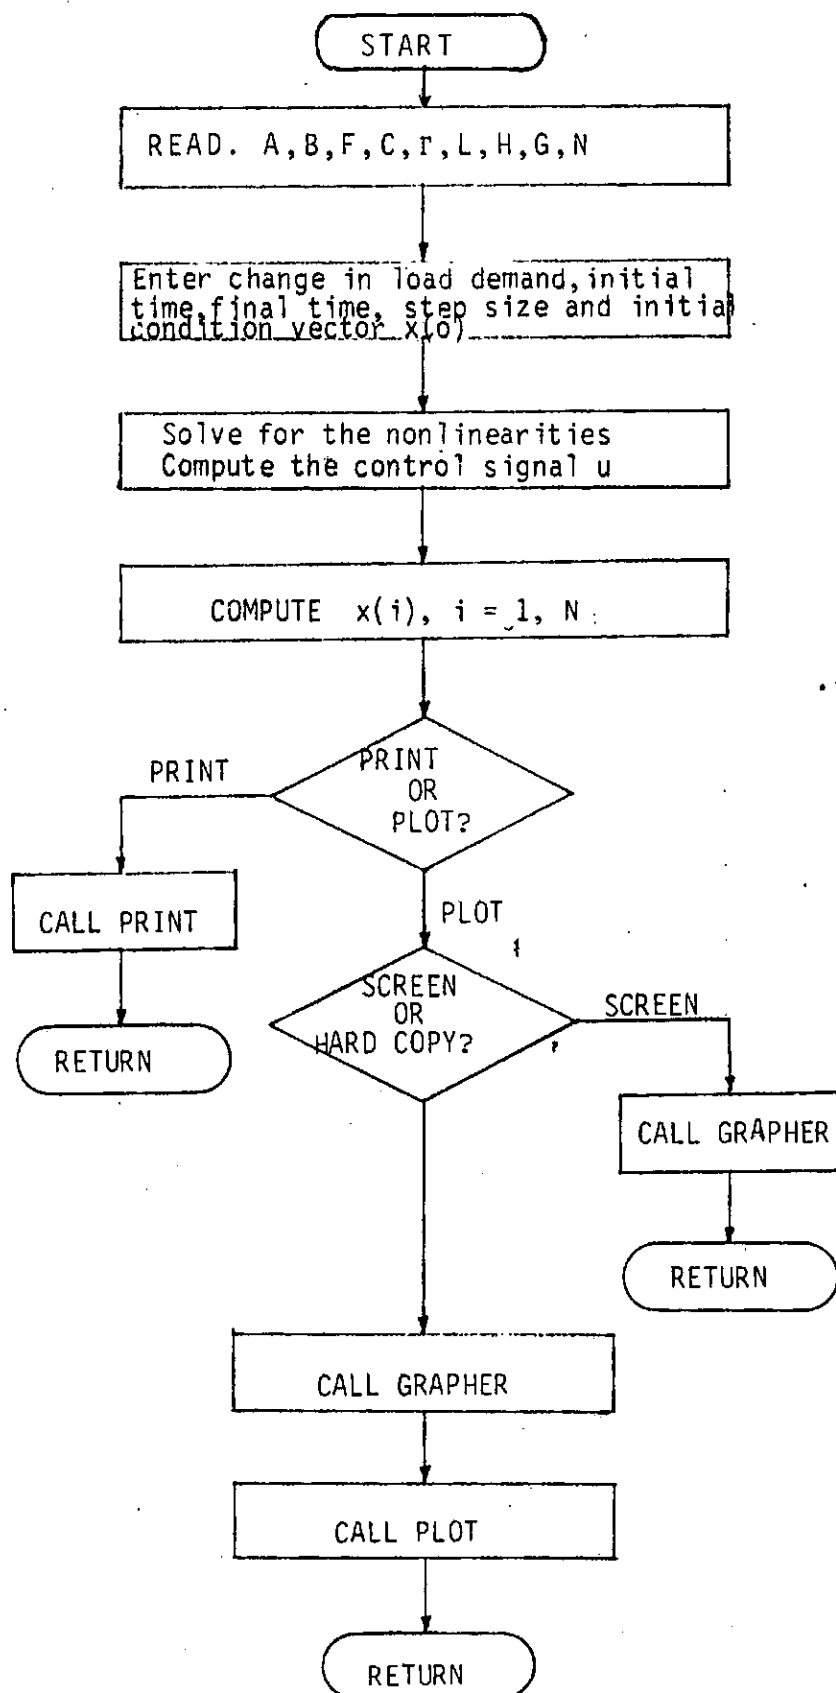 START
READ. A,B,F,C,r,L,H,G,N
Enter change in load demand,initial
time,final time, step size and initial
condition vector x(o)
Solve for the nonlinearities
Compute the control signal u
COMPUTE x(i), i = 1, N
PRINT
PRINT
OR
PLOT?
CALL PRINT
RETURN
PLOT
SCREEN
OR
HARD COPY?
SCREEN
CALL GRAPHER
RETURN
CALL GRAPHER
CALL PLOT
RETURN